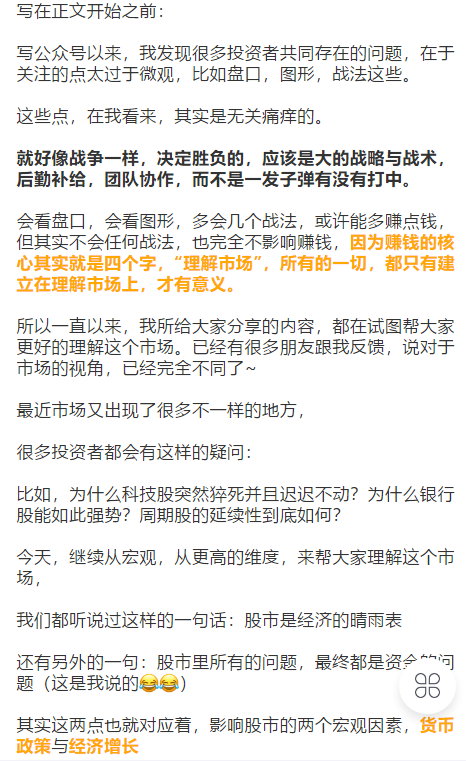 写在正文开始之前：
写公众号以来，我发现很多投资者共同存在的问题，在于
关注的点太过于微观，比如盘口，图形，战法这些。
这些点，在我看来，其实是无关痛痒的。
就好像战争一样，决定胜负的，应该是大的战略与战术，
后勤补给，团队协作，而不是一发子弹有没有打中。
会看盘口，会看图形，多会几个战法，或许能多赚点钱，
但其实不会任何战法，也完全不影响赚钱，因为赚钱的核
心其实就是四个字，“理解市场”，所有的一切，都只有建
立在理解市场上，才有意义。
所以一直以来，我所给大家分享的内容，都在试图帮大家
更好的理解这个市场。已经有很多朋友跟我反馈，说对于
市场的视角，已经完全不同了~
最近市场又出现了很多不一样的地方，
很多投资者都会有这样的疑问：
比如，为什么科技股突然猝死并且迟迟不动？为什么银行
股能如此强势？周期股的延续性到底如何？
今天，继续从宏观，从更高的维度，来帮大家理解这个市
场，
我们都听说过这样的一句话：股市是经济的晴雨表
还有另外的一句：股市里所有的问题，最终都是资金的问
题（这是我说的😂😂）
其实这两点也就对应着，影响股市的两个宏观因素，货币
政策与经济增长